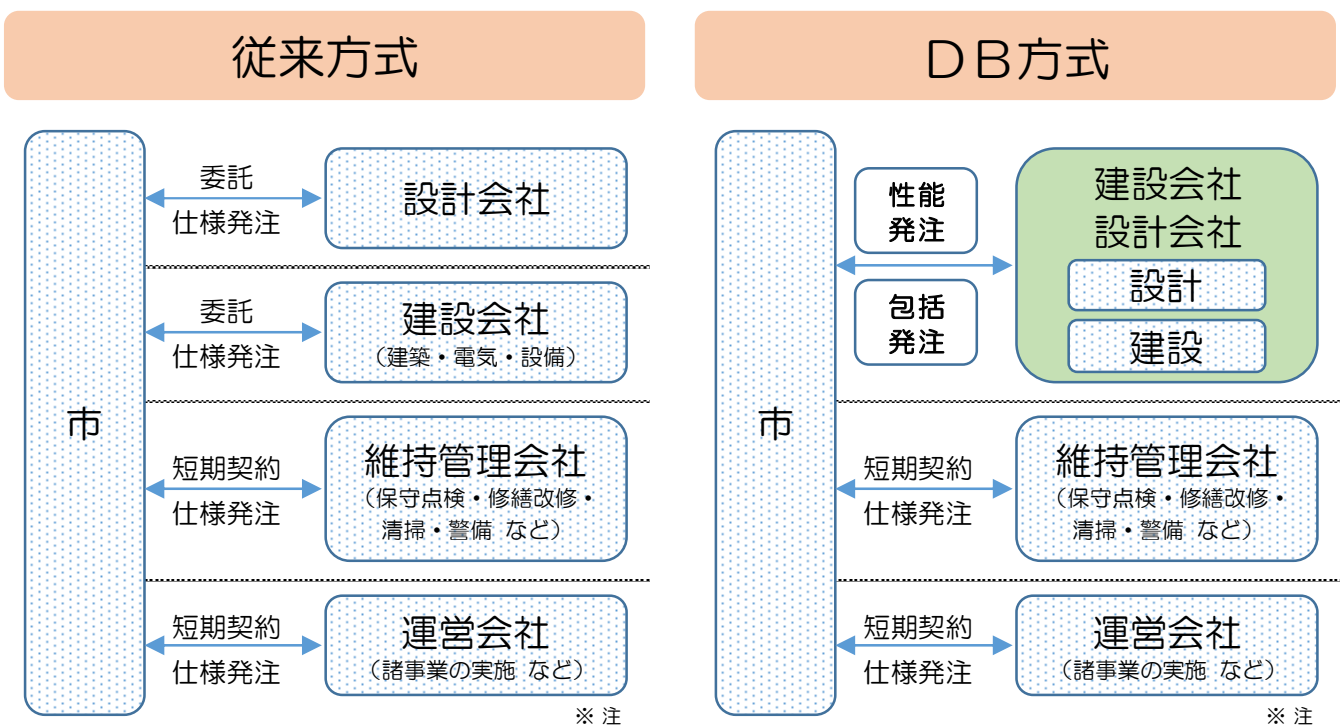 従来方式
市
委託
仕様発注
設計会社
委託
仕様発注
建設会社
（建築・電気・設備）
短期契約
仕様発注
維持管理会社
（保守点検・修繕改修・
清掃・警備 など）
短期契約
仕様発注
運営会社
（諸事業の実施 など）
※ 注
ＤＢ方式
市
性能
発注
包括
発注
建設会社
設計会社
設計
建設
短期契約
仕様発注
維持管理会社
（保守点検・修繕改修・
清掃・警備 など）
短期契約
仕様発注
運営会社
（諸事業の実施 など）
※ 注